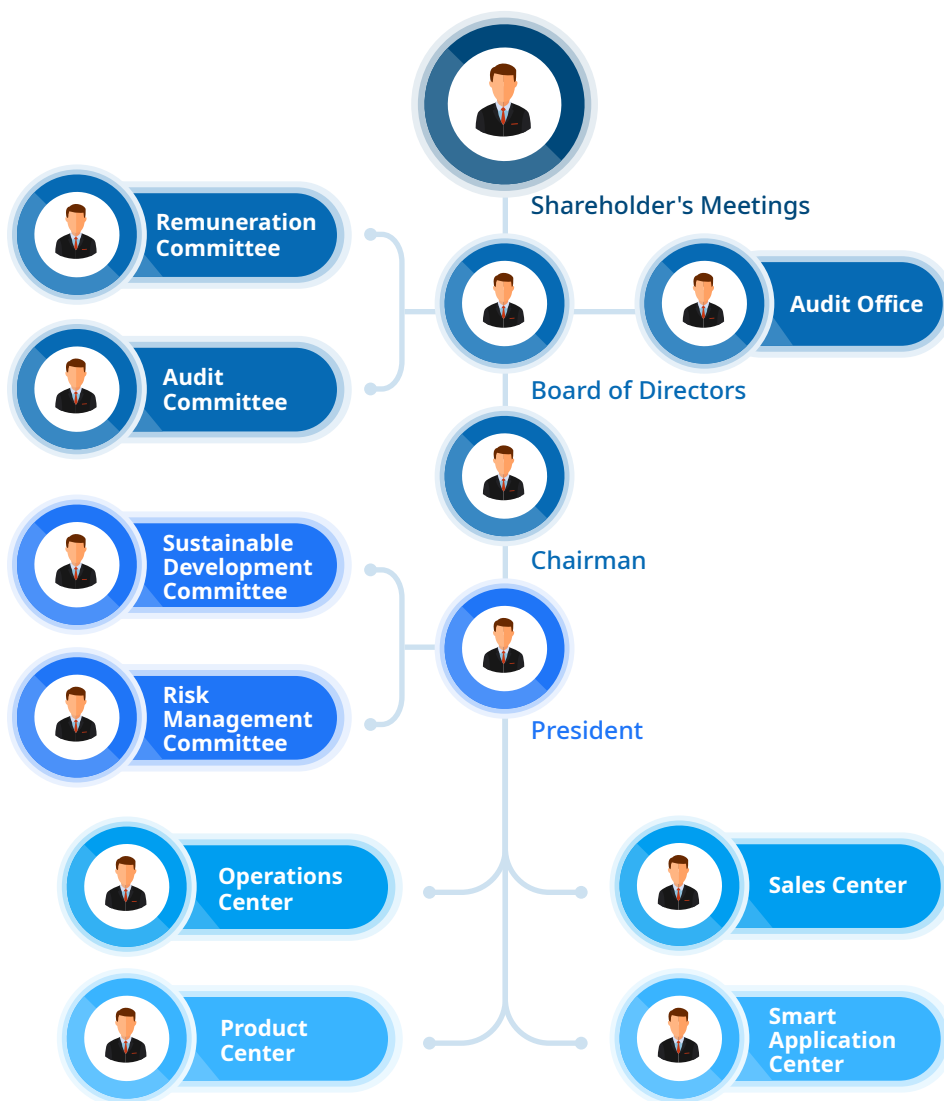 Shareholder's Meetings
Remuneration
Committee
Audit Office
Audit
Committee
Board of Directors
Sustainable
Development
Committee
Chairman
Risk
Management
Committee
President
Operations
Center
Sales Center
Product
Center
Smart
Application
Center